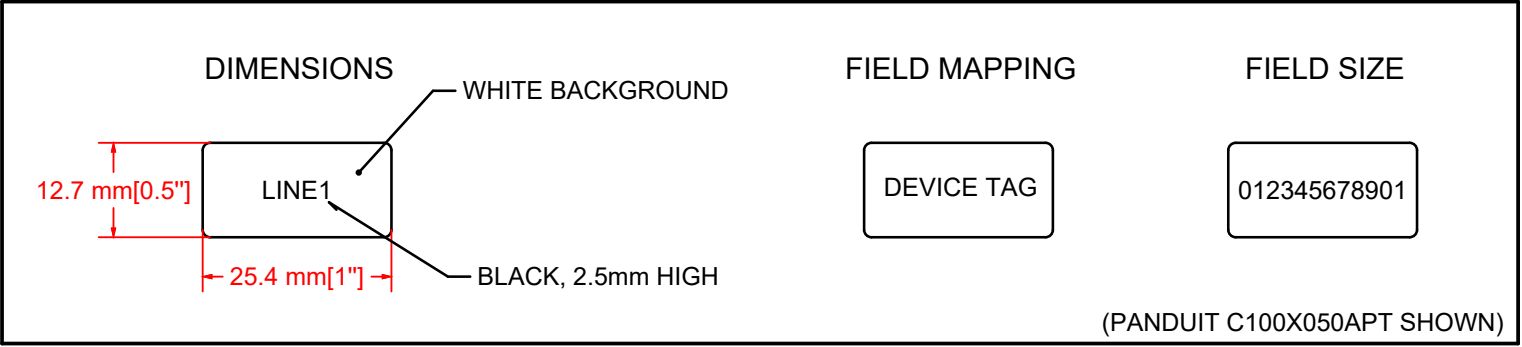 DIMENSIONS
FIELD MAPPING
FIELD SIZE
WHITE BACKGROUND
12.7 mm[0.5"]
LINE1
DEVICE TAG
012345678901
25.4 mm[1"]
BLACK, 2.5mm HIGH
(PANDUIT C100X050APT SHOWN)